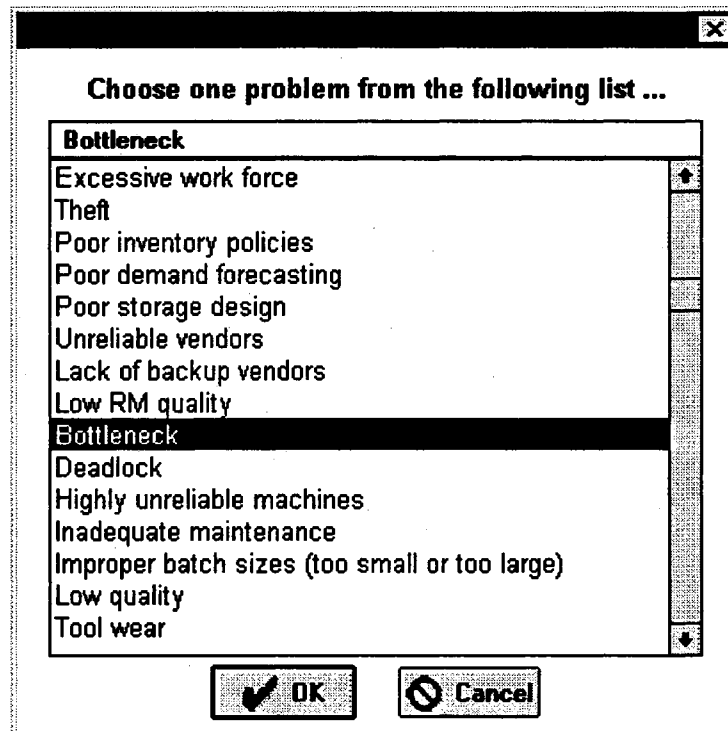 Choose one problem from the following list ...
Bottleneck
Excessive work force
Theft
Poor inventory policies
Poor demand forecasting
Poor storage design
Unreliable vendors
Lack of backup vendors
Low RM quality
Bottleneck
Deadlock
Highly unreliable machines
Inadequate maintenance
Improper batch sizes (too small or too large)
Low quality
Tool wear
OK Cancel